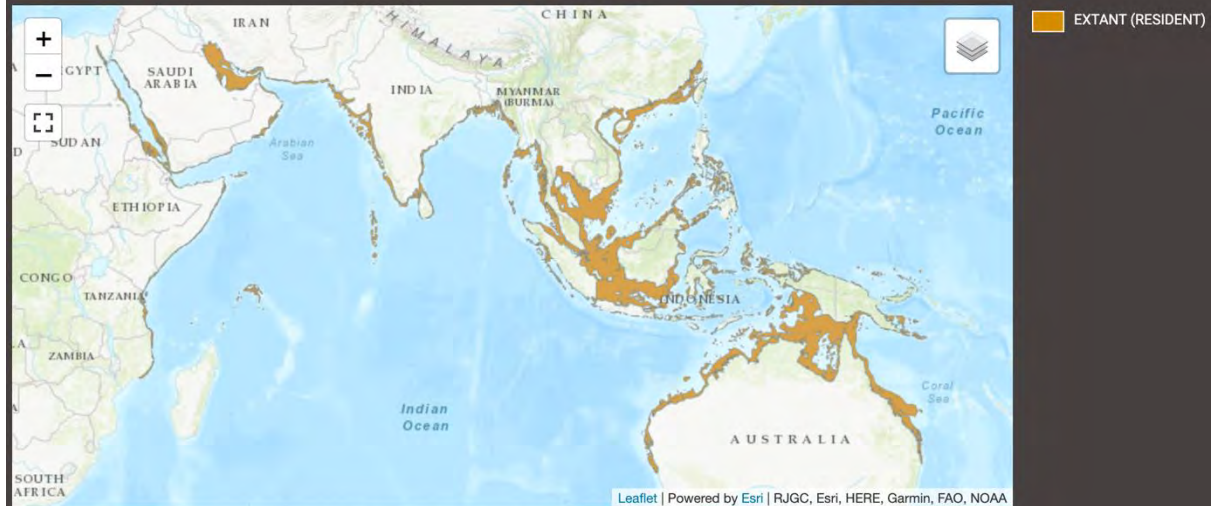 EXTANT (RESIDENT)
+
−
CHINA
IRAN
HIMALAYA
EGYPT
SAUDI
ARABIA
INDIA
MYANMAR
(BURMA)
Pacific
Ocean
SUDAN
Arabian
Sea
ETHIOPIA
CONGO
TANZANIA
INDONESIA
ZAMBIA
Coral
Sea
Indian
Ocean
AUSTRALIA
SOUTH
AFRICA
Leaflet | Powered by Esri | RJGC, Esri, HERE, Garmin, FAO, NOAA